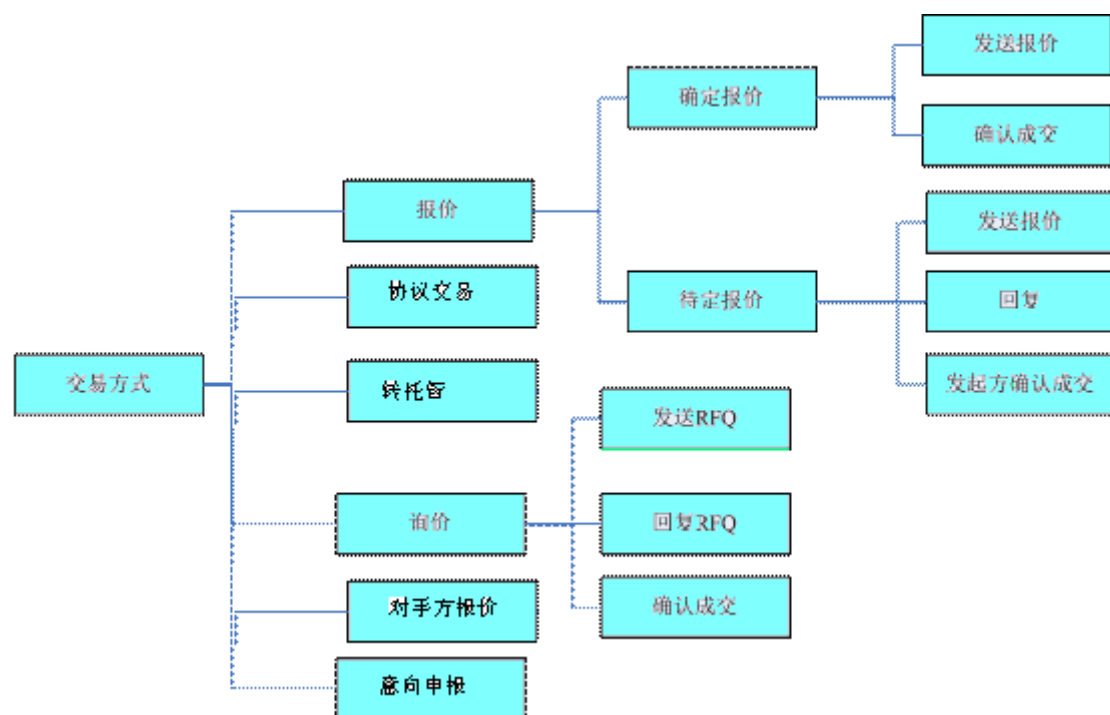 交易方式
报价
确定报价
发送报价
确认成交
待定报价
发送报价
回复
发起方确认成交
协议交易
转托管
询价
发送RFQ
回复RFQ
确认成交
对手方报价
意向申报